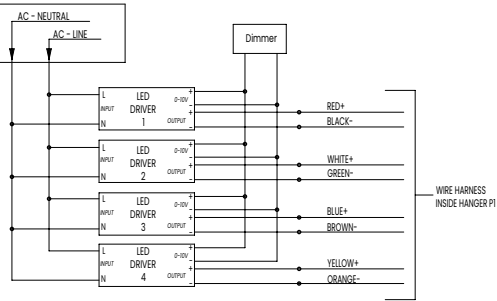 AC - NEUTRAL
AC - LINE
Dimmer
L
INPUT
N
LED
DRIVER
1
0-10V
OUTPUT
+
-
+
-
RED+
BLACK-
L
INPUT
N
LED
DRIVER
2
0-10V
OUTPUT
+
-
+
-
WHITE+
GREEN-
L
INPUT
N
LED
DRIVER
3
0-10V
OUTPUT
+
-
+
-
BLUE+
BROWN-
L
INPUT
N
LED
DRIVER
4
0-10V
OUTPUT
+
-
+
-
YELLOW+
ORANGE-
WIRE HARNESS
INSIDE HANGER P1